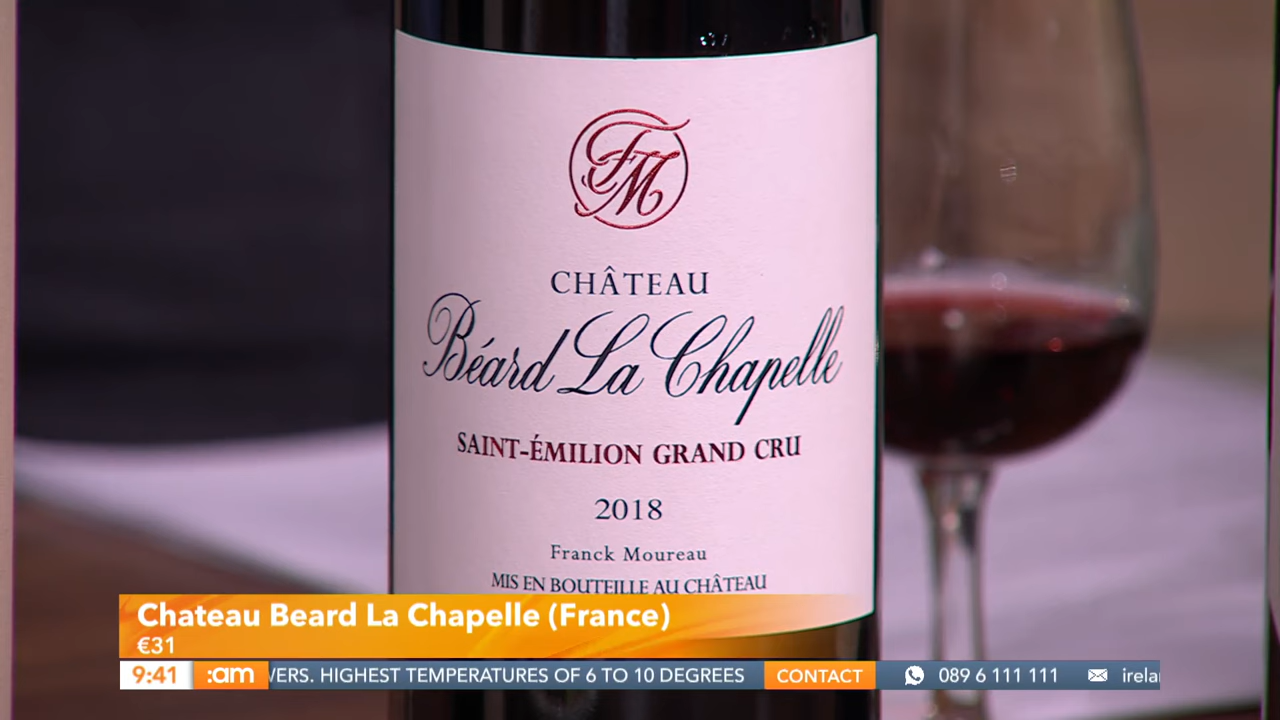 FM
CHÂTEAU
Béard La Chapelle
SAINT-ÉMILION GRAND CRU
2018
Franck Moureau
MIS EN BOUTEILLE AU CHÂTEAU
Chateau Beard La Chapelle (France)
€31
9:41 :am VERS. HIGHEST TEMPERATURES OF 6 TO 10 DEGREES CONTACT 089 6 111 111 irela